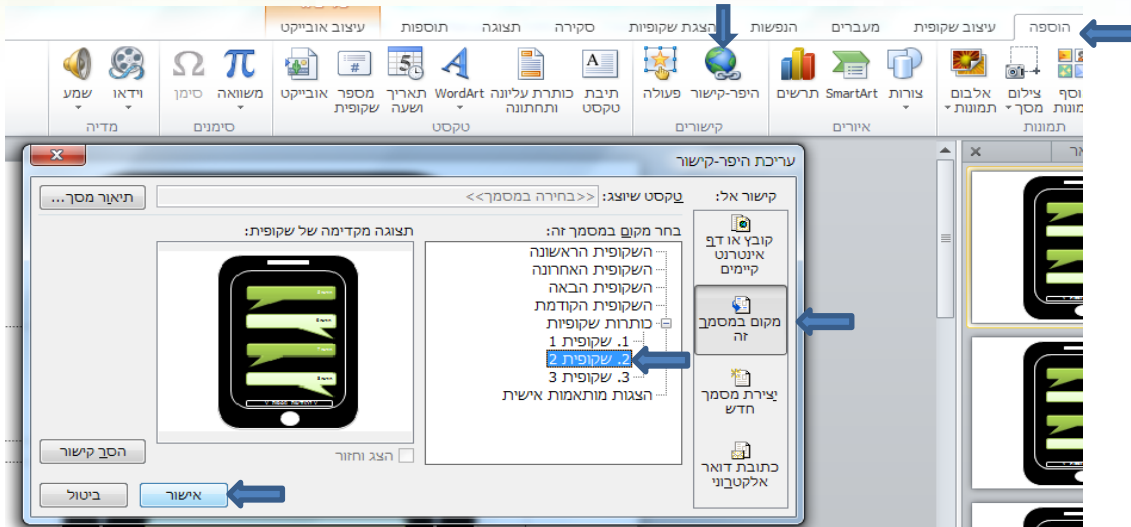 הוספה עיצוב שקופית מעברים הנפשות הצגת שקופיות סקירה תצוגה תוספות עיצוב אובייקט
אלבום תמונות
צילום מסך
צורות
SmartArt
תרשים
היפר-קישור
פעולה
תיבת טקסט
כותרת עליונה ותחתונה
WordArt
תאריך ושעה
מספר שקופית
אובייקט
משוואה
סימן
וידאו
שמע
תמונות איורים קישורים טקסט סימנים מדיה
עריכת היפר-קישור
קישור אל:
טקסט שיוצג: <<בחירה במסמך>>
תיאור מסך...
קובץ או דף
אינטרנט
קיימים
מקום במסמך
זה
יצירת מסמך
חדש
כתובת דואר
אלקטרוני
בחר מקום במסמך זה:
השקופית הראשונה
השקופית האחרונה
השקופית הבאה
השקופית הקודמת
כותרות שקופיות
1. שקופית 1
2. שקופית 2
3. שקופית 3
הצגות מותאמות אישית
תצוגה מקדימה של שקופית:
הצג וחזור
הסר קישור
אישור
ביטול